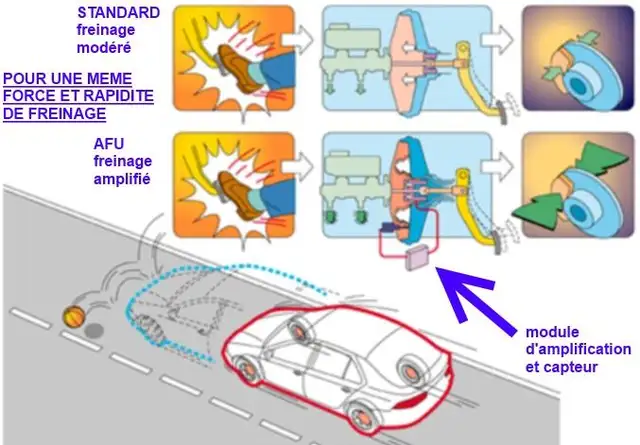 STANDARD
freinage
modéré
POUR UNE MEME
FORCE ET RAPIDITE
DE FREINAGE
AFU
freinage
amplifié
module
d'amplification
et capteur